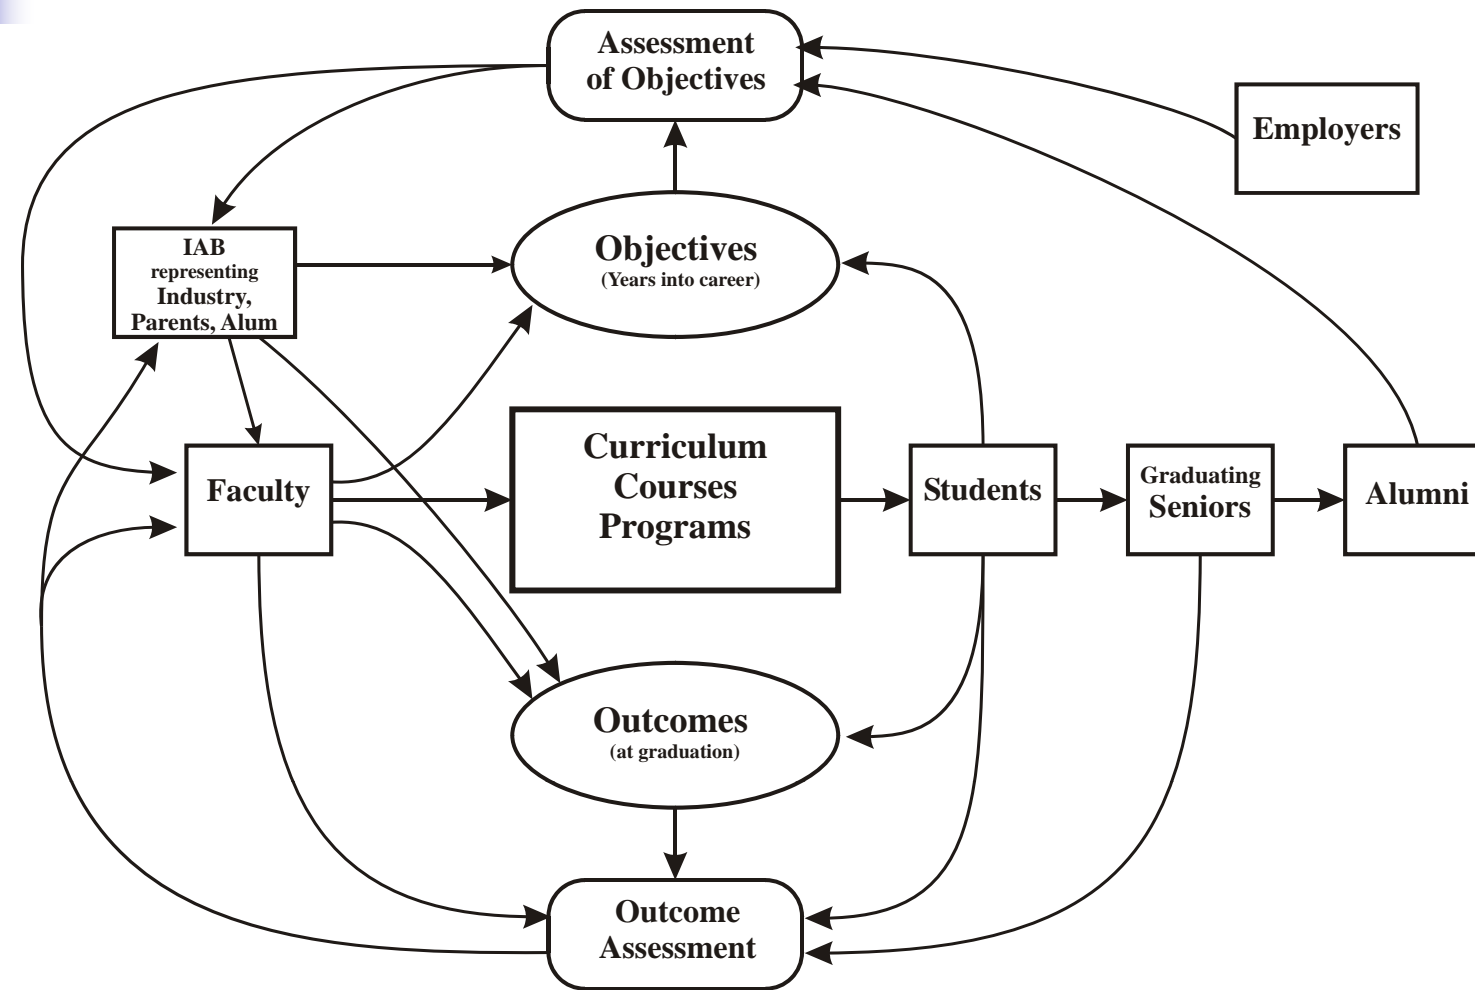 Assessment
of Objectives
Employers
IAB
representing
Industry,
Parents, Alum
Objectives
(Years into career)
Curriculum
Courses
Programs
Faculty
Students
Graduating
Seniors
Alumni
Outcomes
(at graduation)
Outcome
Assessment